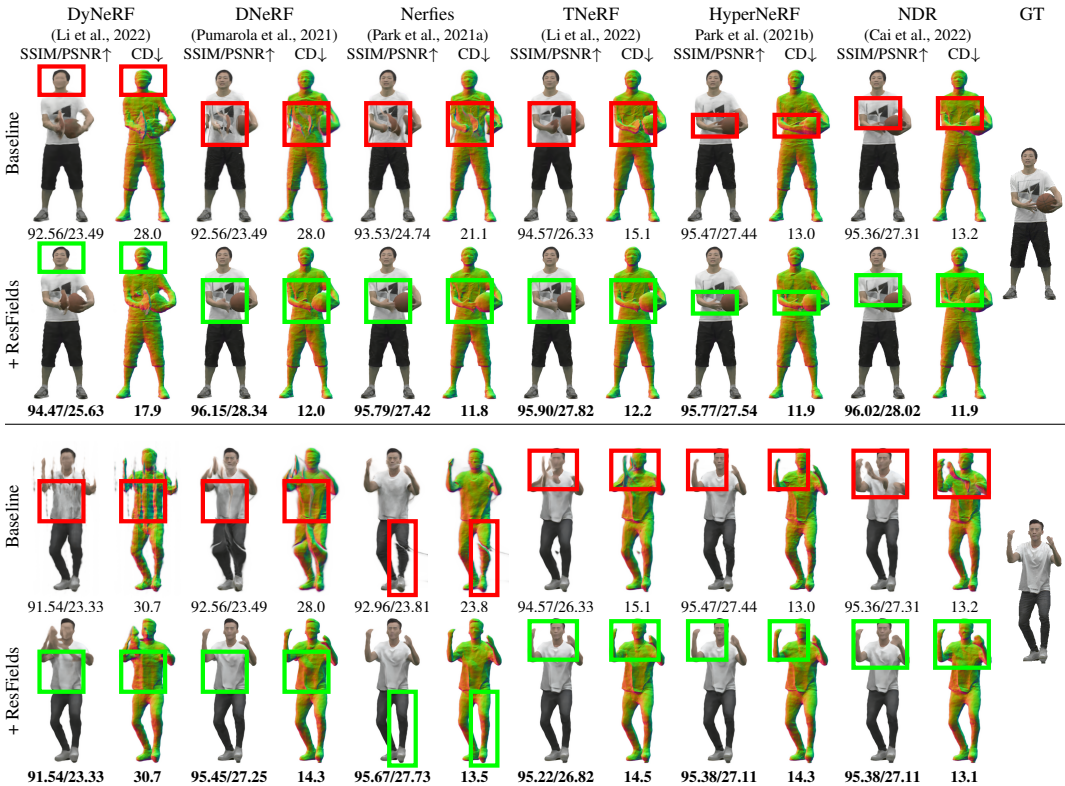 DyNeRF DNeRF Nerfies TNeRF HyperNeRF NDR GT
(Li et al., 2022) (Pumarola et al., 2021) (Park et al., 2021a) (Li et al., 2022) Park et al. (2021b) (Cai et al., 2022)
SSIM/PSNR↑ CD↓ SSIM/PSNR↑ CD↓ SSIM/PSNR↑ CD↓ SSIM/PSNR↑ CD↓ SSIM/PSNR↑ CD↓ SSIM/PSNR↑ CD↓
Baseline
92.56/23.49 28.0 92.56/23.49 28.0 93.53/24.74 21.1 94.57/26.33 15.1 95.47/27.44 13.0 95.36/27.31 13.2
+ ResFields
94.47/25.63 17.9 96.15/28.34 12.0 95.79/27.42 11.8 95.90/27.82 12.2 95.77/27.54 11.9 96.02/28.02 11.9
Baseline
91.54/23.33 30.7 92.56/23.49 28.0 92.96/23.81 23.8 94.57/26.33 15.1 95.47/27.44 13.0 95.36/27.31 13.2
+ ResFields
91.54/23.33 30.7 95.45/27.25 14.3 95.67/27.73 13.5 95.22/26.82 14.5 95.38/27.11 14.3 95.38/27.11 13.1